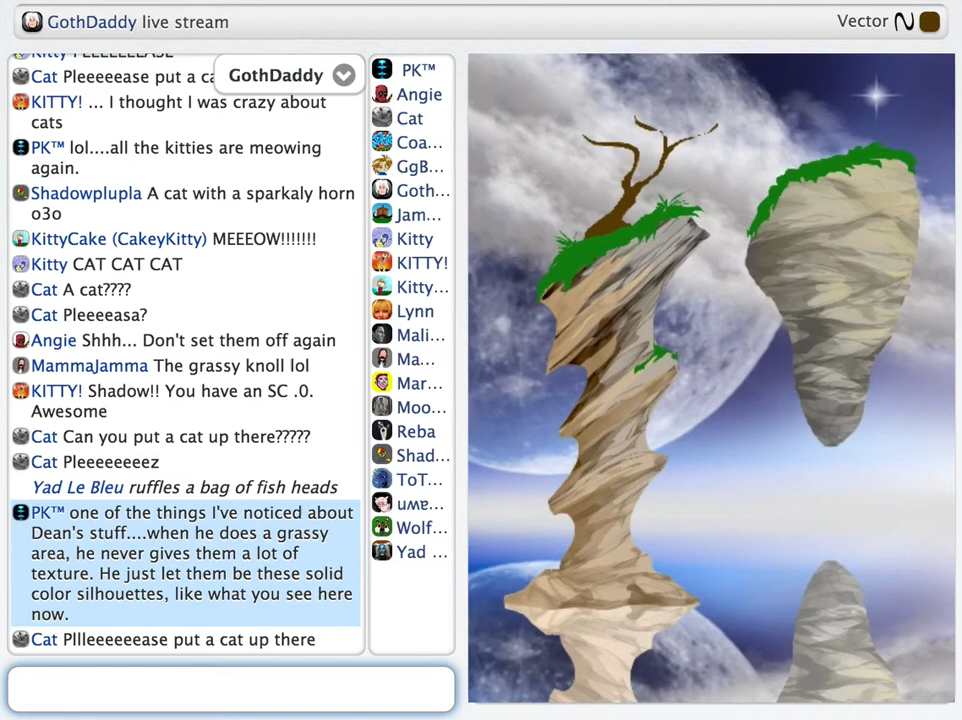 GothDaddy live stream
Vector
Kitty PLEEEEEEASE
Cat Pleeeeease put a ca
GothDaddy
KITTY! ... I thought I was crazy about
cats
PK™ lol....all the kitties are meowing
again.
Shadowplupla A cat with a sparkaly horn
o3o
KittyCake (CakeyKitty) MEEEOW!!!!!!!
Kitty CAT CAT CAT
Cat A cat????
Cat Pleeeeasa?
Angie Shhh... Don't set them off again
MammaJamma The grassy knoll lol
KITTY! Shadow!! You have an SC .0.
Awesome
Cat Can you put a cat up there?????
Cat Pleeeeeeeez
Yad Le Bleu ruffles a bag of fish heads
PK™ one of the things I've noticed about
Dean's stuff....when he does a grassy
area, he never gives them a lot of
texture. He just let them be these solid
color silhouettes, like what you see here
now.
Cat Pllleeeeeease put a cat up there
PK™
Angie
Cat
Coa...
GgB...
Goth...
Jam...
Kitty
KITTY!
Kitty...
Lynn
Mali...
Ma...
Mar...
Moo...
Reba
Shad...
ToT...
uwɐ...
Wolf...
Yad ...